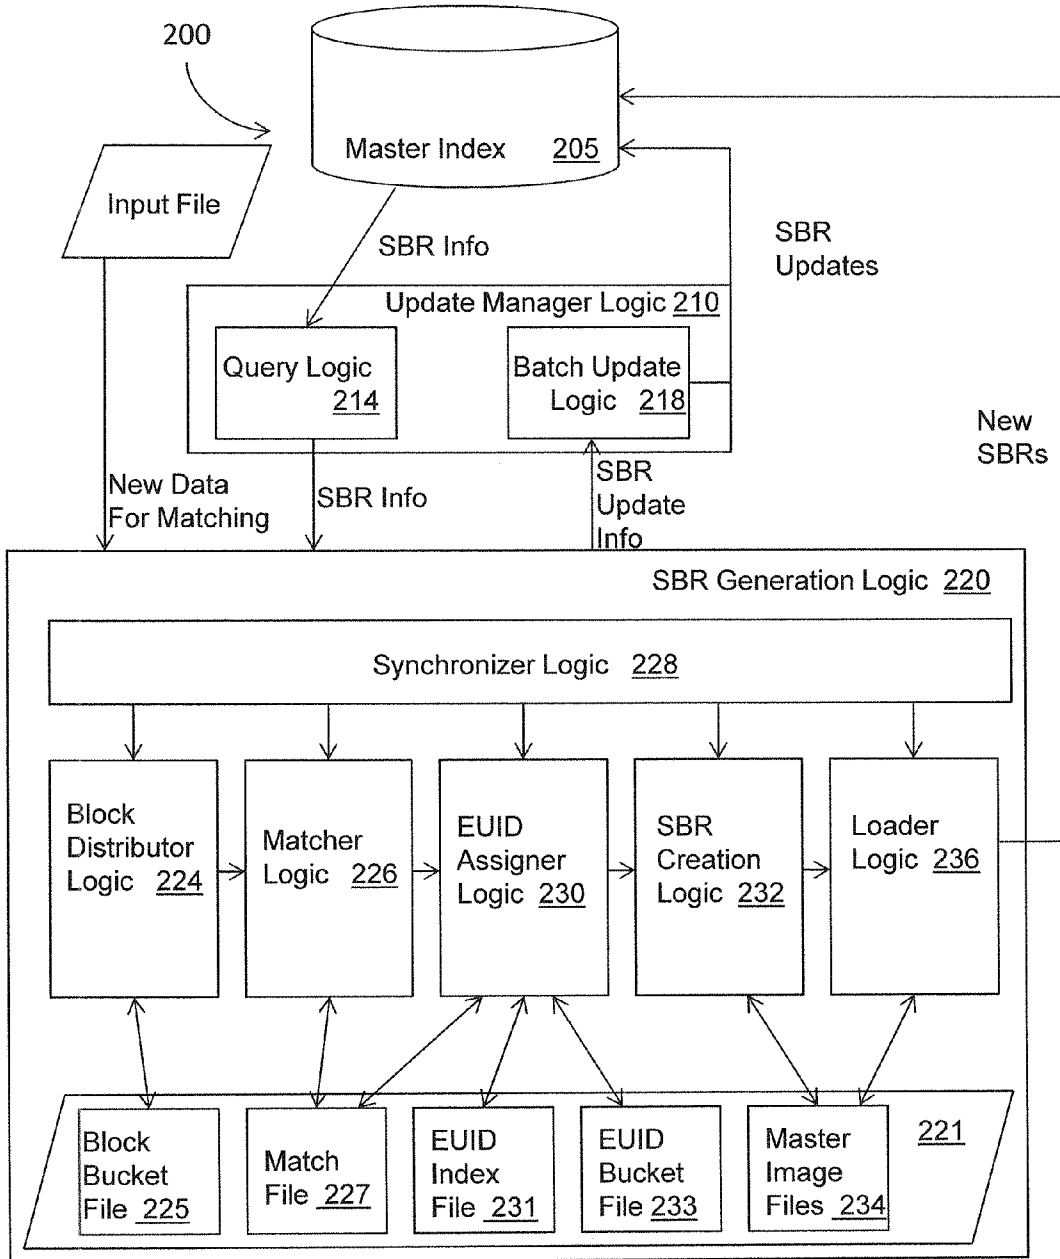 200
Master Index 205
Input File
SBR Info
SBR
Updates
Update Manager Logic 210
Query Logic
214
Batch Update
Logic 218
New
SBRs
New Data
For Matching
SBR Info
SBR
Update
Info
SBR Generation Logic 220
Synchronizer Logic 228
Block
Distributor
Logic 224
Matcher
Logic 226
EUID
Assigner
Logic 230
SBR
Creation
Logic 232
Loader
Logic 236
Block
Bucket
File 225
Match
File 227
EUID
Index
File 231
EUID
Bucket
File 233
Master
Image
Files 234
221